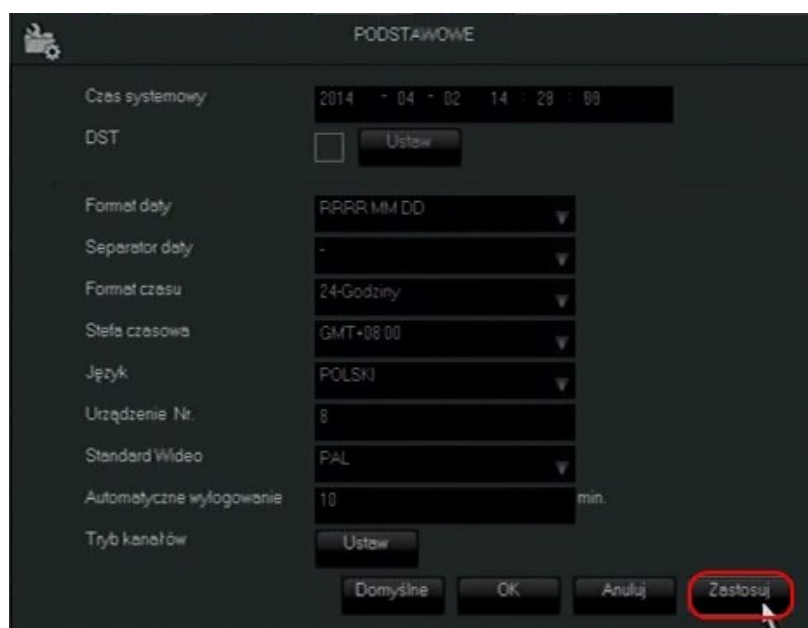 PODSTAWOWE
Czas systemowy 2014 - 04 - 02 14 : 28 :
DST Ustaw
Format daty RRRR MM DD
Separator daty -
Format czasu 24-Godziny
Strefa czasowa GMT+08:00
Język POLSKI
Urządzenie Nr. 8
Standard Wideo PAL
Automatyczne wylogowanie 10 min.
Tryb kanałów Ustaw
Domyślne OK Anuluj Zastosuj